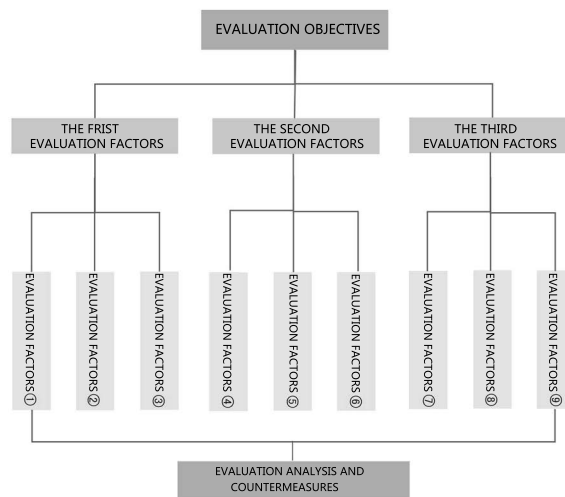 EVALUATION OBJECTIVES
THE FRIST
EVALUATION FACTORS
THE SECOND
EVALUATION FACTORS
THE THIRD
EVALUATION FACTORS
EVALUATION FACTORS①
EVALUATION FACTORS②
EVALUATION FACTORS③
EVALUATION FACTORS④
EVALUATION FACTORS⑤
EVALUATION FACTORS⑥
EVALUATION FACTORS⑦
EVALUATION FACTORS⑧
EVALUATION FACTORS⑨
EVALUATION ANALYSIS AND
COUNTERMEASURES